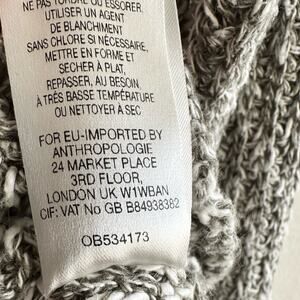 NE PAS TORDRE OU ESSORER,
UTILISER UN AGENT
DE BLANCHIMENT
SANS CHLORE SI NÉCESSAIRE,
METTRE EN FORME ET
SECHER À PLAT,
REPASSER, AU BESOIN,
À TRÈS BASSE TEMPÉRATURE
OU NETTOYER A SEC
FOR EU-IMPORTED BY
ANTHROPOLOGIE
24 MARKET PLACE
3RD FLOOR,
LONDON UK W1WBAN
CIF: VAT No GB B84938382
OB534173